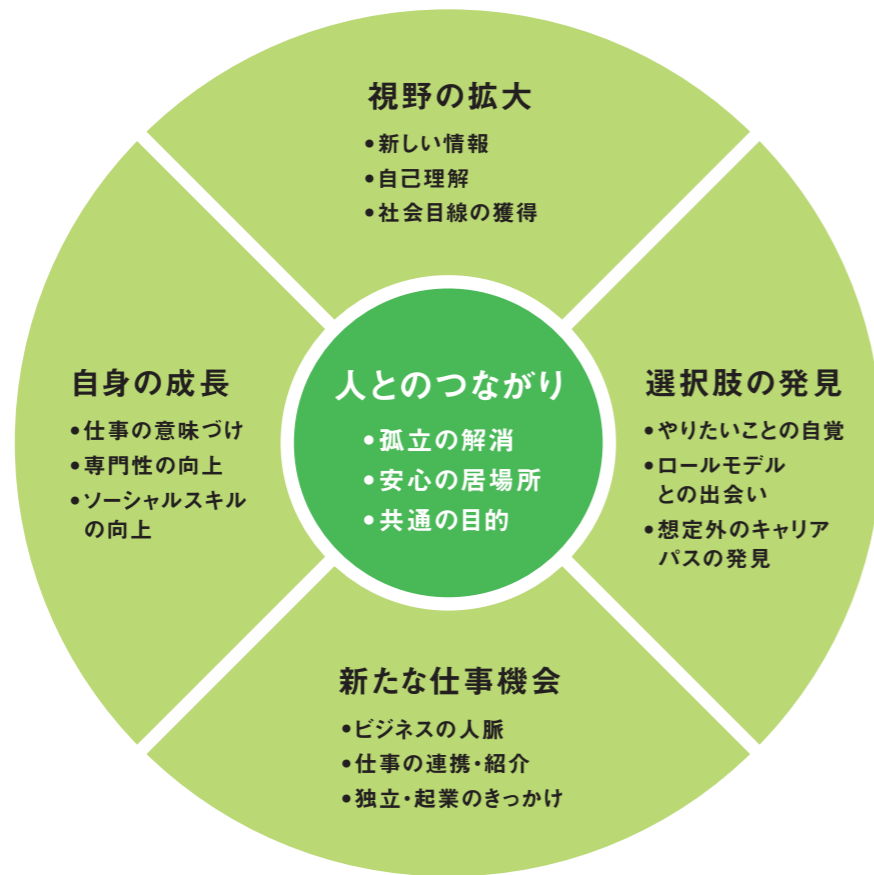 視野の拡大
•新しい情報
•自己理解
•社会目線の獲得
自身の成長
•仕事の意味づけ
•専門性の向上
•ソーシャルスキル
の向上
人とのつながり
•孤立の解消
•安心の居場所
•共通の目的
選択肢の発見
•やりたいことの自覚
•ロールモデル
との出会い
•想定外のキャリア
パスの発見
新たな仕事機会
•ビジネスの人脈
•仕事の連携・紹介
•独立・起業のきっかけ